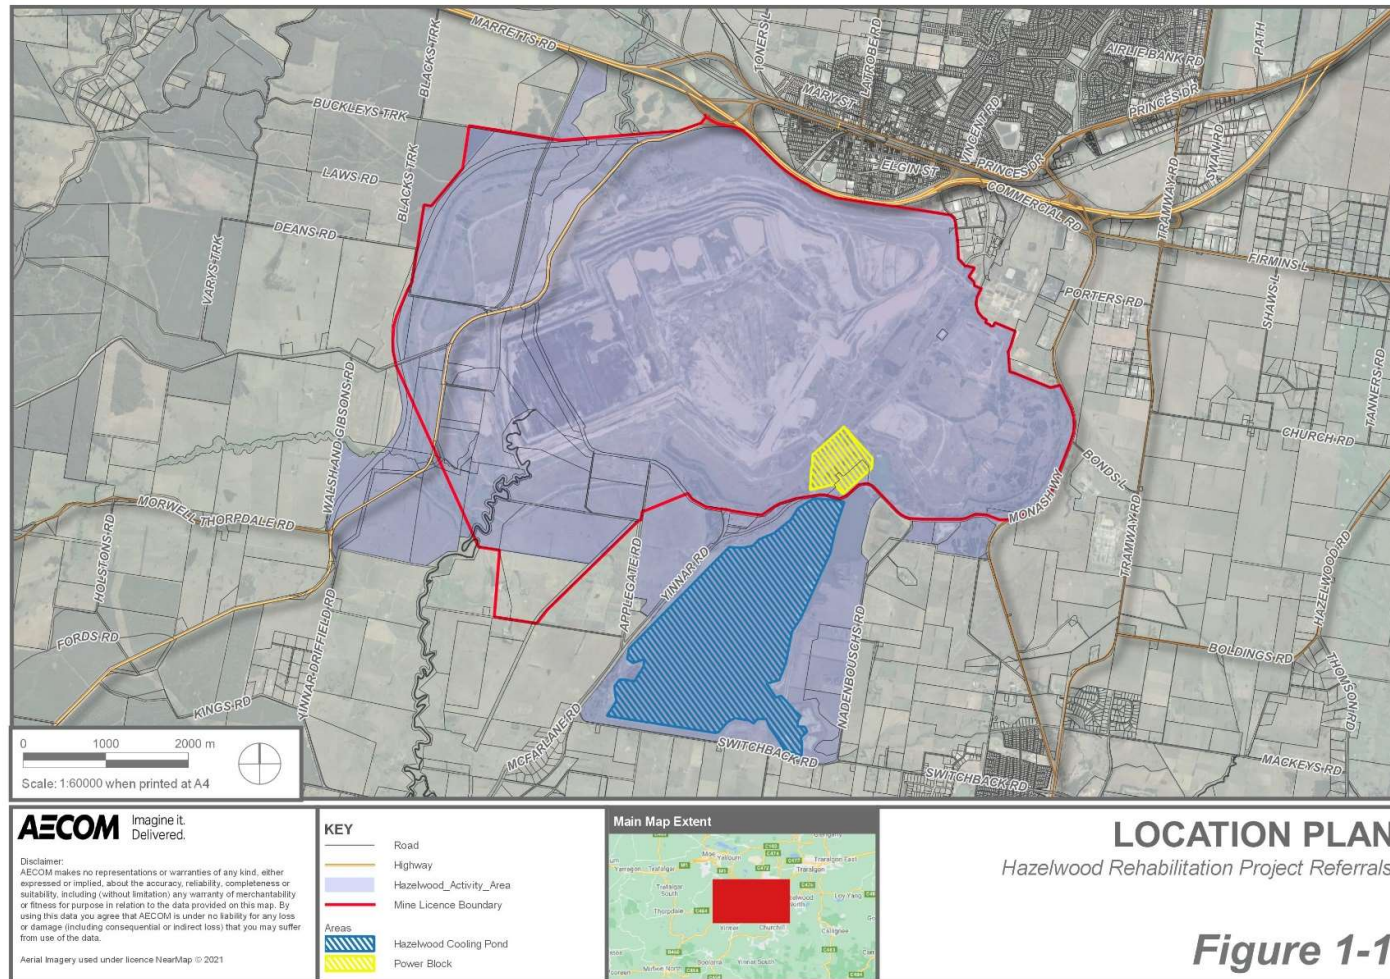 MARRETTS RD
BLACKS TRK
TONERS L
LATROBE RD
AIRLIE BANK RD
PATH
BUCKLEYS TRK
MARY ST
VINCENT RD
PRINCES DR
ELGIN ST
PRINCES DR
SWAN RD
LAWS RD
BLACKS TRK
COMMERCIAL RD
TRAMWAY RD
DEANS RD
FIRMINS L
VARYS TRK
PORTERS RD
SHAWS L
TANNERS RD
WALSH AND GIBSONS RD
CHURCH RD
BONDS L
MORWELL THORPDALE RD
MONASH WY
TRAMWAY RD
HOLSTONS RD
YINNAR RD
APPLEGATE RD
HAZELWOOD RD
FORDS RD
YINNAR DRIFFIELD RD
NADENBOUSCHS RD
BOLDINGS RD
THOMSON RD
KINGS RD
MCFARLANE RD
SWITCHBACK RD
SWITCHBACK RD
MACKEYS RD
0 1000 2000 m
Scale: 1:60000 when printed at A4
AECOM Imagine it.
Delivered.
Disclaimer:
AECOM makes no representations or warranties of any kind, either
expressed or implied, about the accuracy, reliability, completeness or
suitability, including (without limitation) any warranty of merchantability
or fitness for purpose in relation to the data provided on this map. By
using this data you agree that AECOM is under no liability for any loss
or damage (including consequential or indirect loss) that you may suffer
from use of the data.
Aerial Imagery used under licence NearMap © 2021
KEY
Road
Highway
Hazelwood_Activity_Area
Mine Licence Boundary
Areas
Hazelwood Cooling Pond
Power Block
Main Map Extent
Moe
Yallourn
Traralgon East
Traralgon
Trafalgar
South
Thorpdale
Loy Yang
Churchill
Callignee
Boolarra
Mirboo North
LOCATION PLAN
Hazelwood Rehabilitation Project Referrals
Figure 1-1